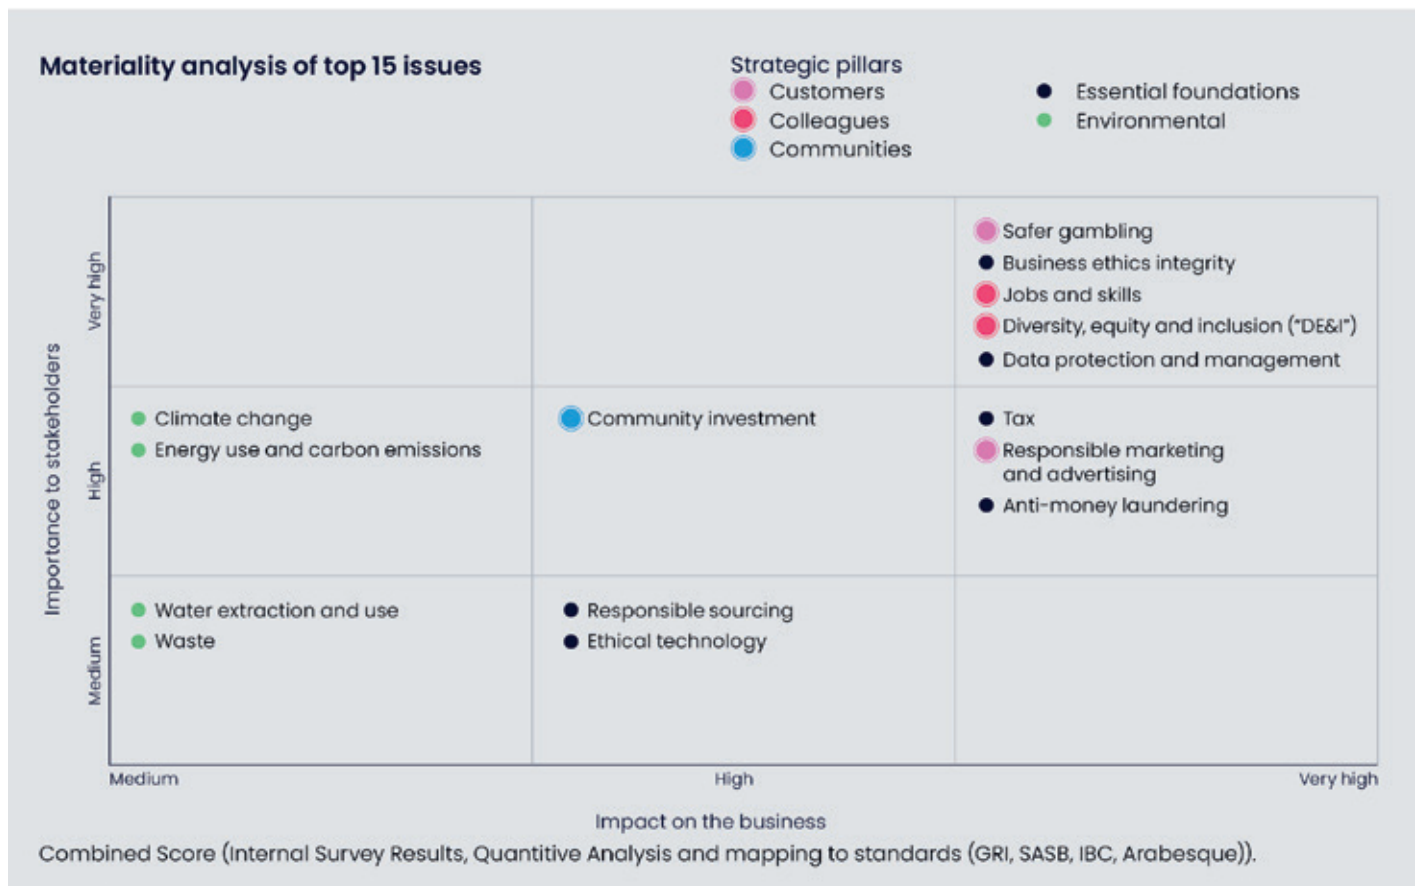 Materiality analysis of top 15 issues
Strategic pillars
Customers
Colleagues
Communities
Essential foundations
Environmental
Importance to stakeholders
Very high
High
Medium
Safer gambling
Business ethics integrity
Jobs and skills
Diversity, equity and inclusion (“DE&I”)
Data protection and management
Climate change
Energy use and carbon emissions
Community investment
Tax
Responsible marketing
and advertising
Anti-money laundering
Water extraction and use
Waste
Responsible sourcing
Ethical technology
Medium
High
Very high
Impact on the business
Combined Score (Internal Survey Results, Quantitive Analysis and mapping to standards (GRI, SASB, IBC, Arabesque)).